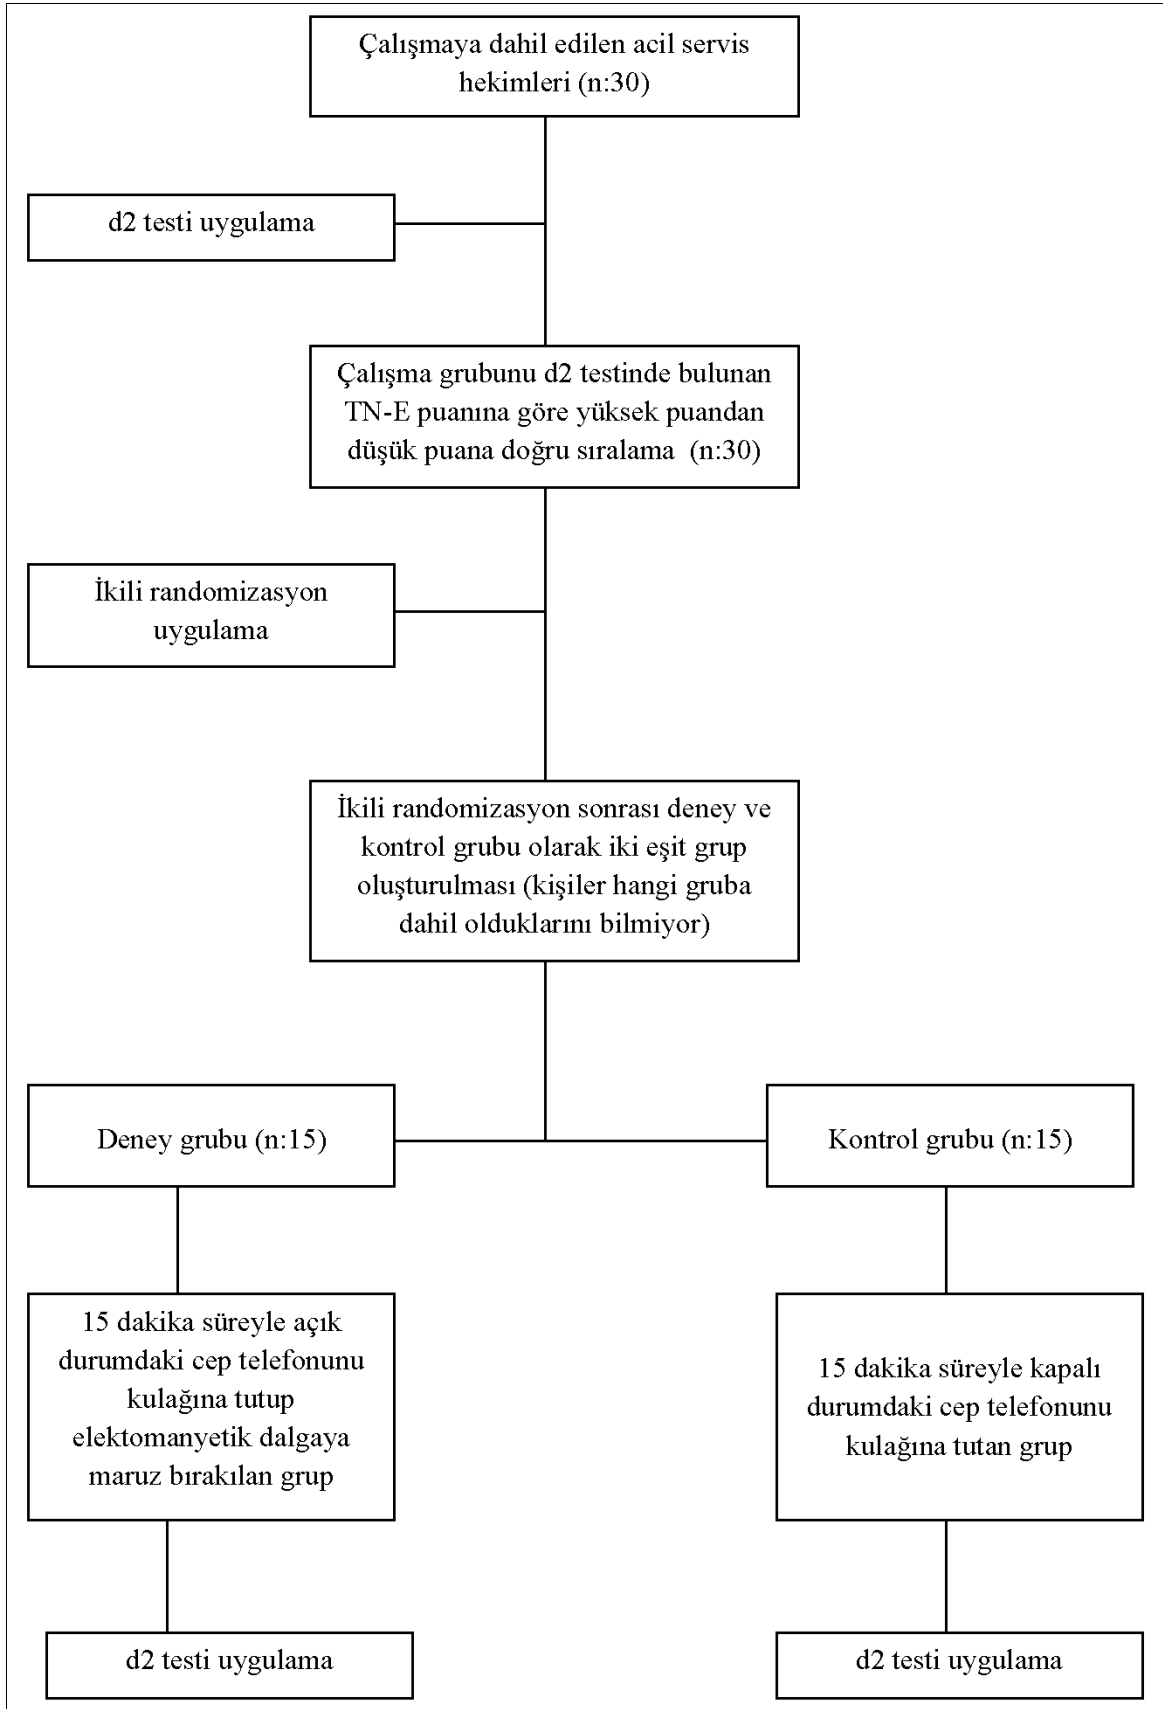 Çalışmaya dahil edilen acil servis
hekimleri (n:30)
d2 testi uygulama
Çalışma grubunu d2 testinde bulunan
TN-E puanına göre yüksek puandan
düşük puana doğru sıralama (n:30)
İkili randomizasyon
uygulama
İkili randomizasyon sonrası deney ve
kontrol grubu olarak iki eşit grup
oluşturulması (kişiler hangi gruba
dahil olduklarını bilmiyor)
Deney grubu (n:15)
Kontrol grubu (n:15)
15 dakika süreyle açık
durumdaki cep telefonunu
kulağına tutup
elektomanyetik dalgaya
maruz bırakılan grup
15 dakika süreyle kapalı
durumdaki cep telefonunu
kulağına tutan grup
d2 testi uygulama
d2 testi uygulama